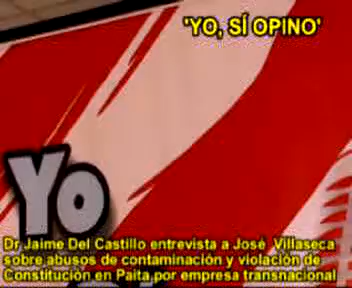 'YO, SÍ OPINO'
Yo
Dr Jaime Del Castillo entrevista a José Villaseca
sobre abusos de contaminación y violación de
Constitución en Paita por empresa transnacional